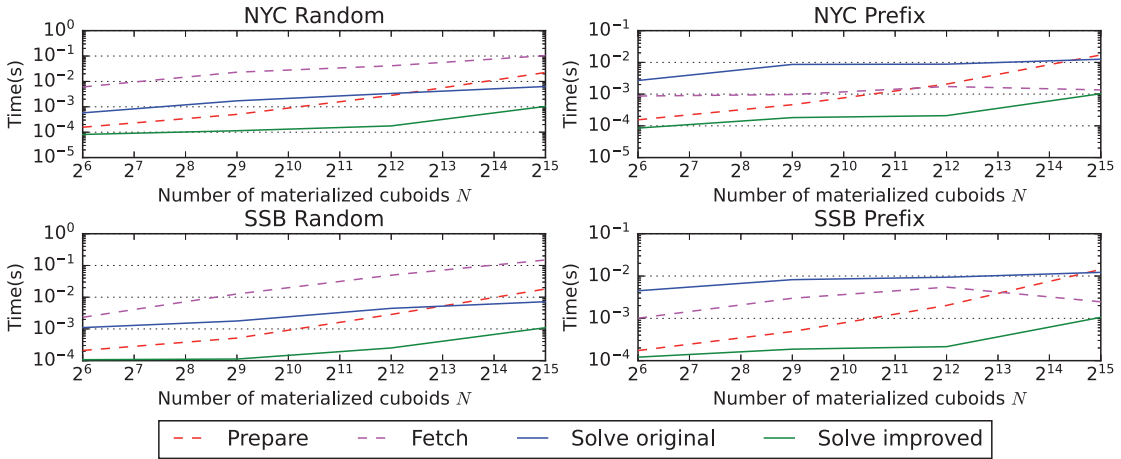 NYC Random
Time(s)
10^0
10^-1
10^-2
10^-3
10^-4
10^-5
2^6 2^7 2^8 2^9 2^10 2^11 2^12 2^13 2^14 2^15
Number of materialized cuboids N
NYC Prefix
Time(s)
10^-1
10^-2
10^-3
10^-4
10^-5
2^6 2^7 2^8 2^9 2^10 2^11 2^12 2^13 2^14 2^15
Number of materialized cuboids N
SSB Random
Time(s)
10^0
10^-1
10^-2
10^-3
10^-4
2^6 2^7 2^8 2^9 2^10 2^11 2^12 2^13 2^14 2^15
Number of materialized cuboids N
SSB Prefix
Time(s)
10^-1
10^-2
10^-3
10^-4
2^6 2^7 2^8 2^9 2^10 2^11 2^12 2^13 2^14 2^15
Number of materialized cuboids N
Prepare Fetch Solve original Solve improved